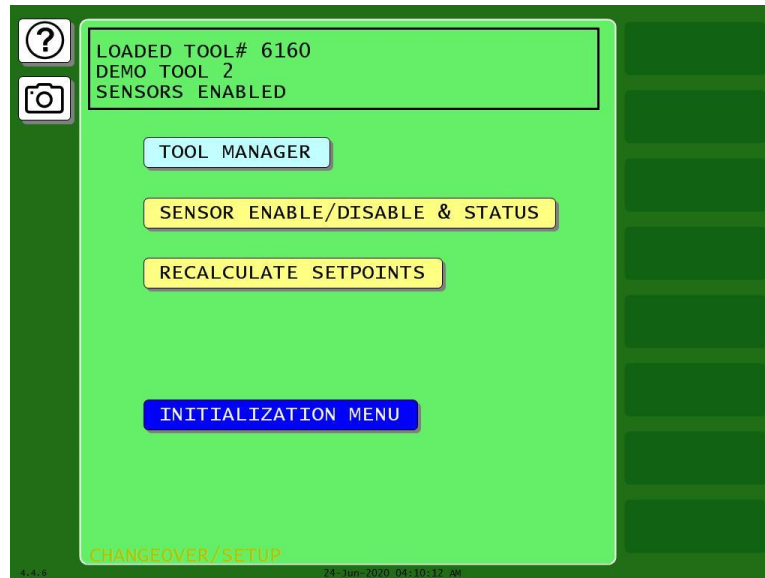 LOADED TOOL# 6160
DEMO TOOL 2
SENSORS ENABLED
TOOL MANAGER
SENSOR ENABLE/DISABLE & STATUS
RECALCULATE SETPOINTS
INITIALIZATION MENU
CHANGEOVER/SETUP
4.4.6
24-Jun-2020 04:10:12 AM